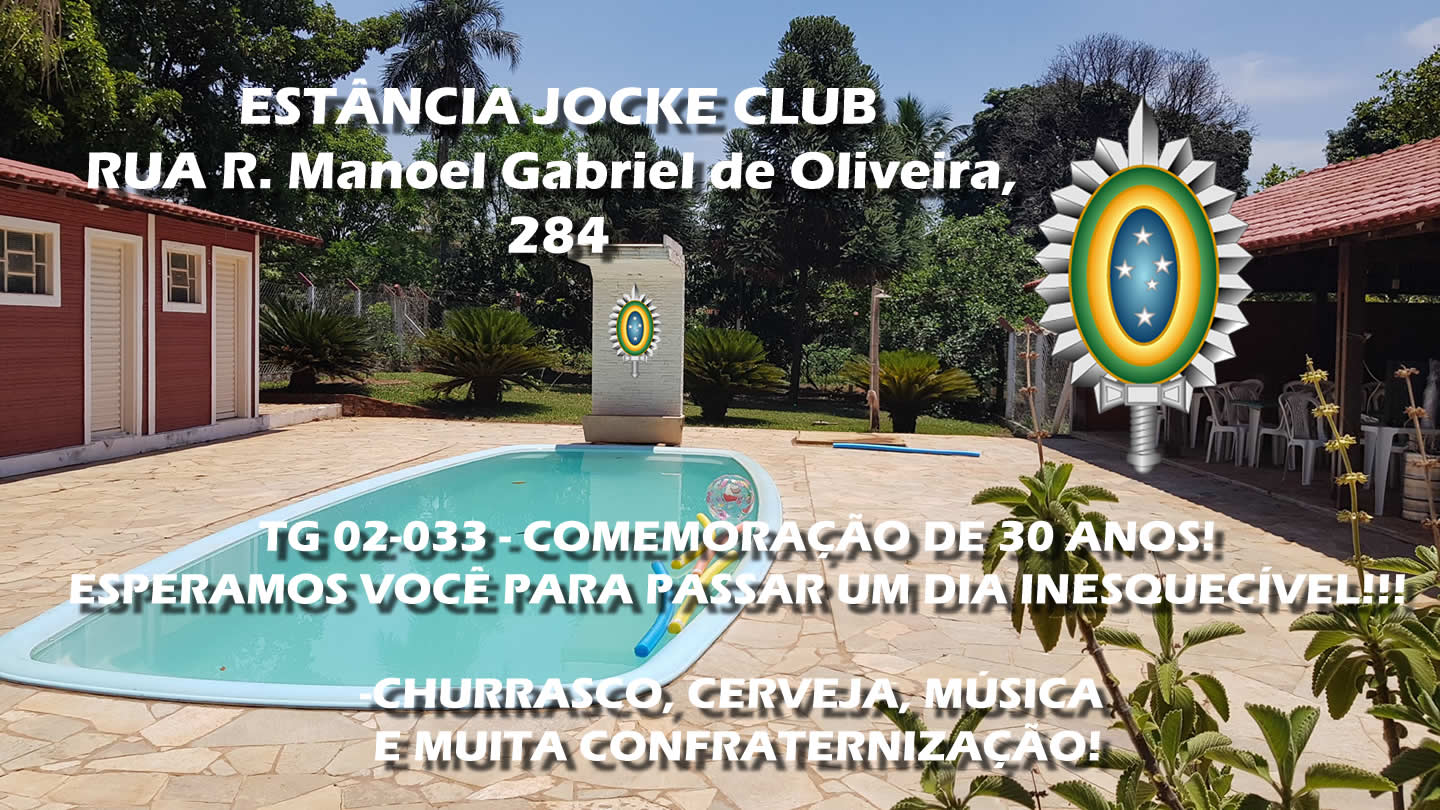 ESTÂNCIA JOCKE CLUB
RUA R. Manoel Gabriel de Oliveira,
284
TG 02-033 - COMEMORAÇÃO DE 30 ANOS!
ESPERAMOS VOCÊ PARA PASSAR UM DIA INESQUECÍVEL!!!
-CHURRASCO, CERVEJA, MÚSICA
E MUITA CONFRATERNIZAÇÃO!